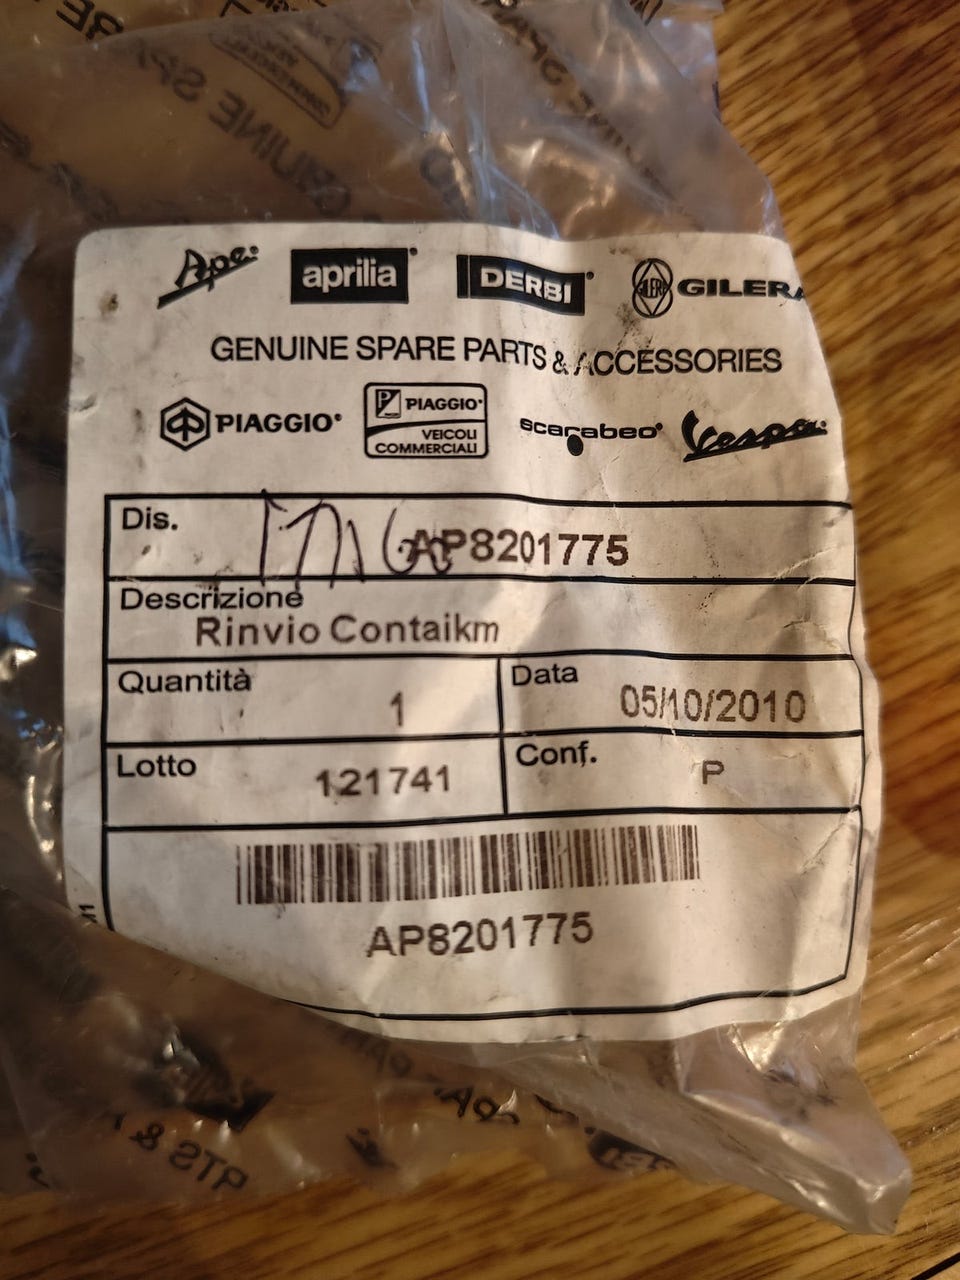 Ape
aprilia DERBI GILERA
GENUINE SPARE PARTS & ACCESSORIES
PIAGGIO PIAGGIO scarabeo Vespa
VEICOLI
COMMERCIALI
Dis. AP8201775
Descrizione
Rinvio Contaikm
Quantità 1 Data 05/10/2010
Lotto 121741 Conf. P
AP8201775